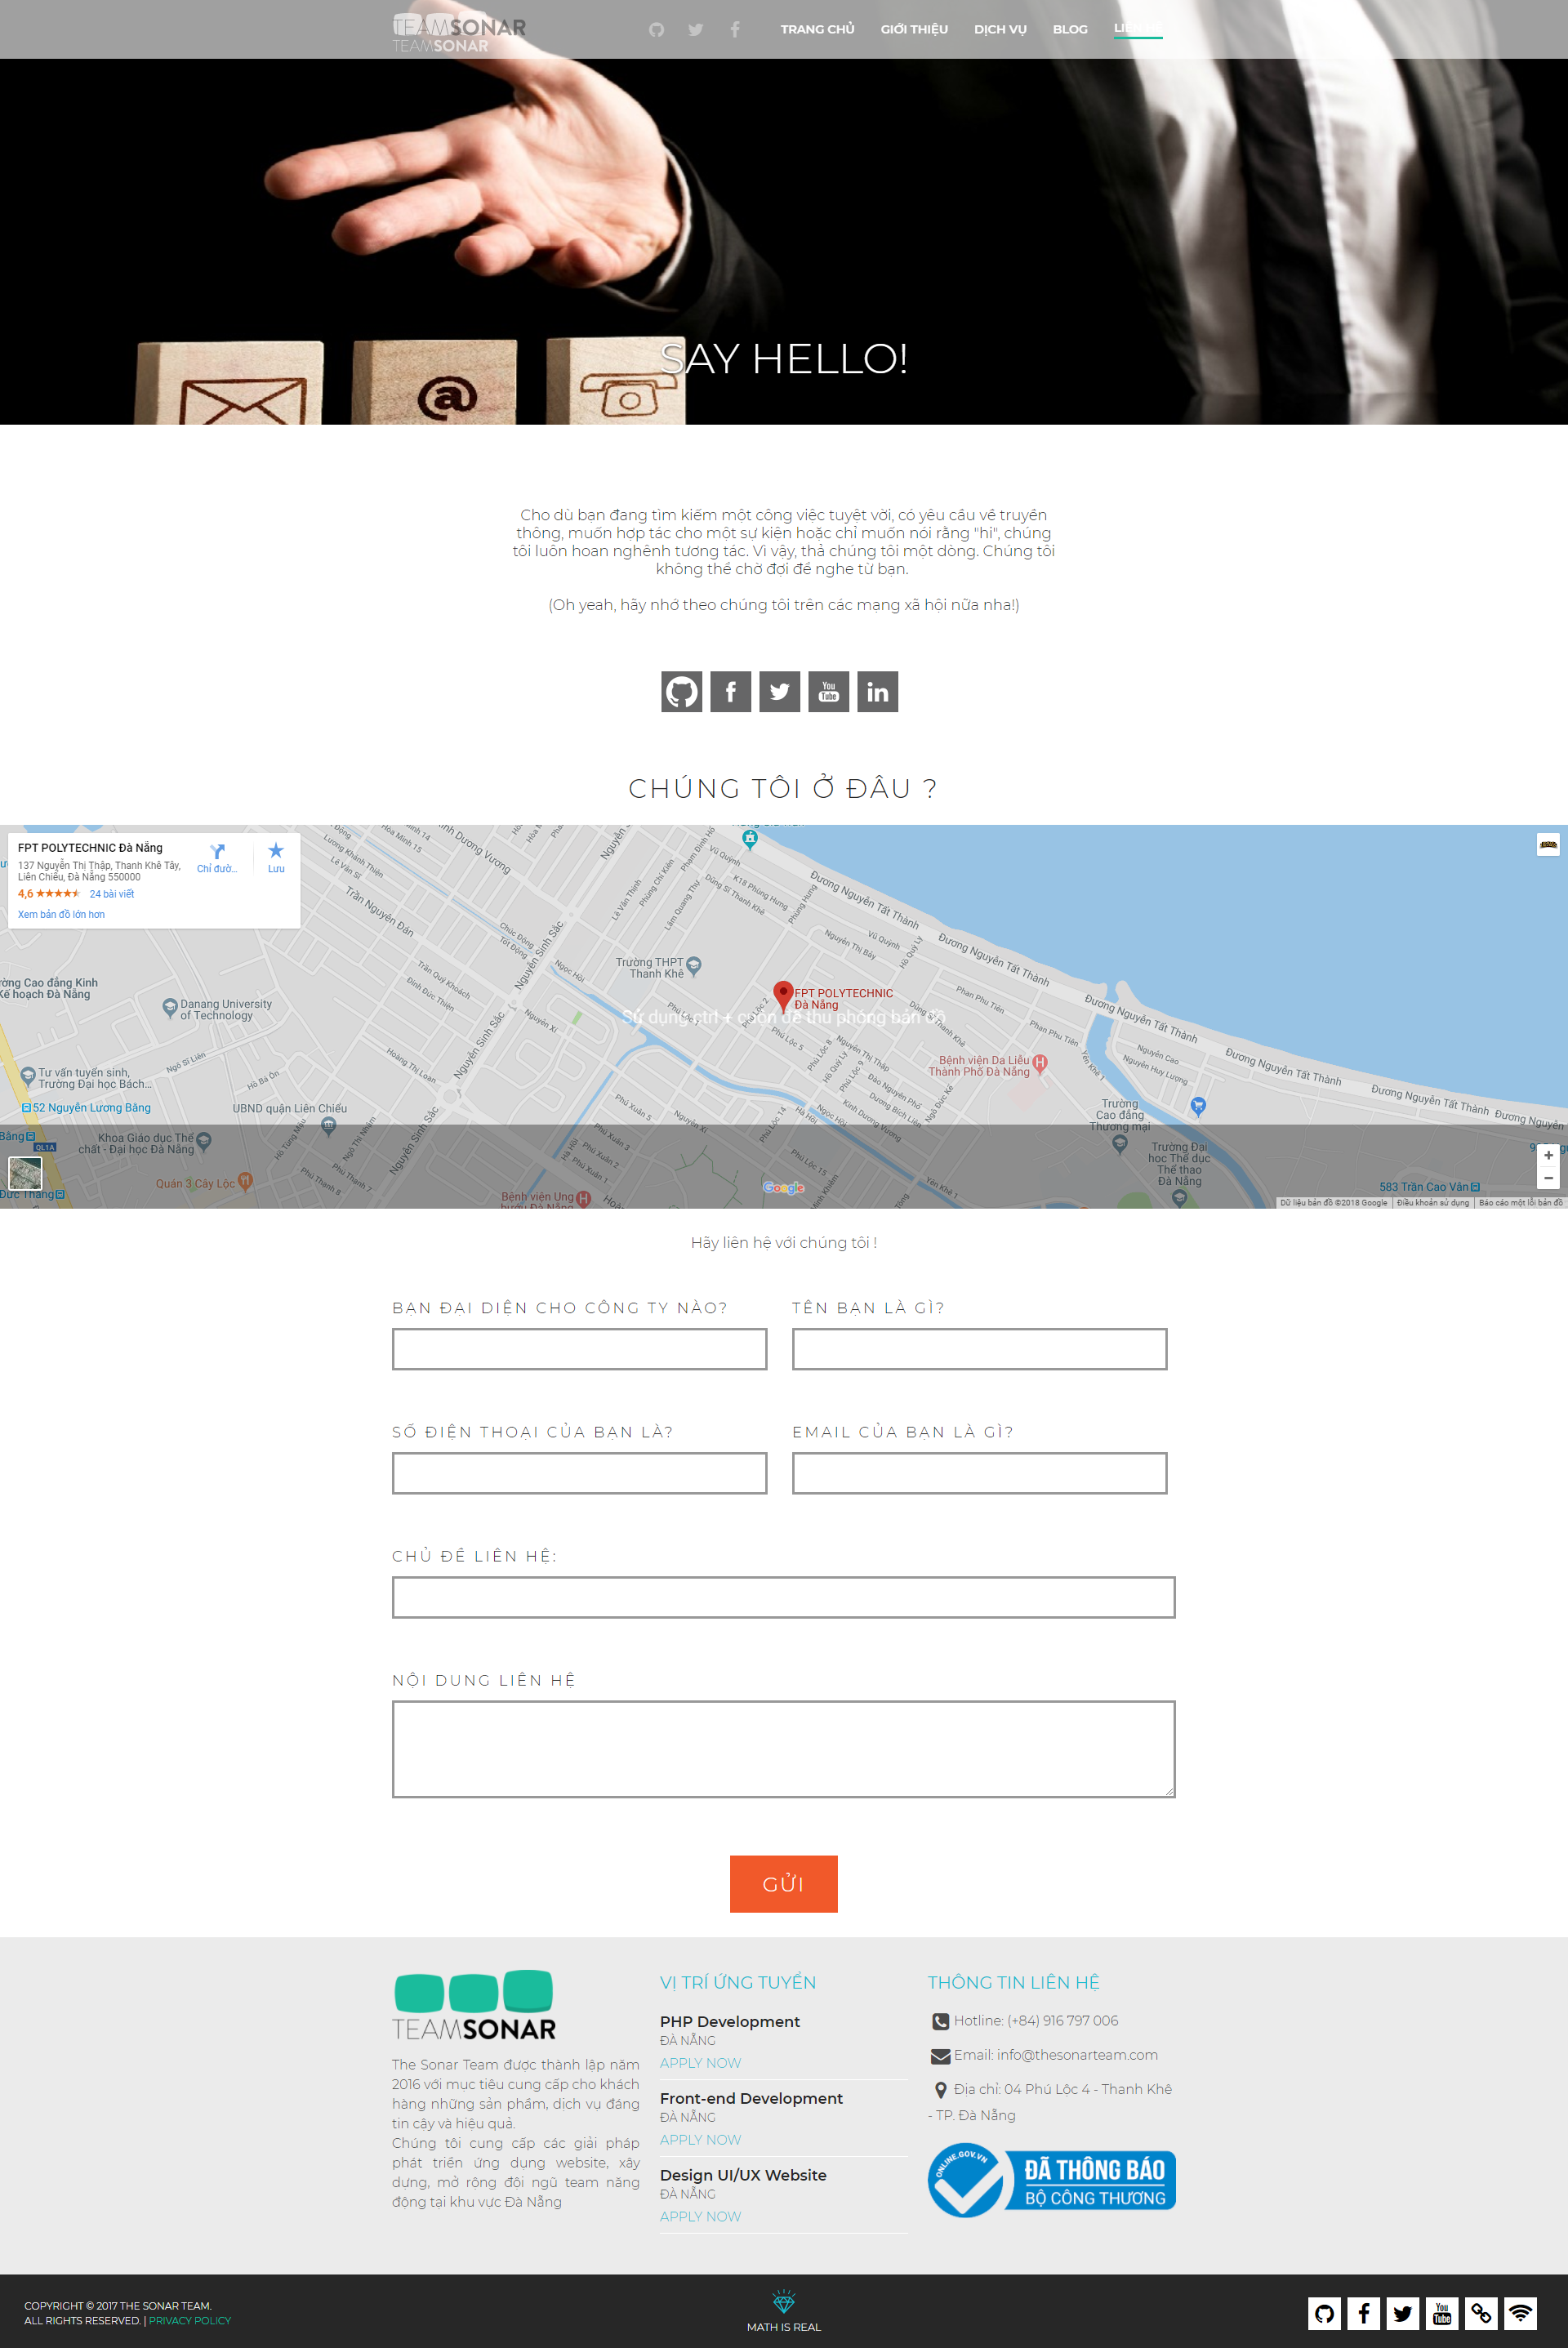 TEAMSONAR
TEAMSONAR
TRANG CHỦ
GIỚI THIỆU
DỊCH VỤ
BLOG
SAY HELLO!
Cho dù bạn đang tìm kiếm một công việc tuyệt vời, có yêu cầu về truyền
thông, muốn hợp tác cho một sự kiện hoặc chỉ muốn nói rằng "hi", chúng
tôi luôn hoan nghênh tương tác. Vì vậy, thả chúng tôi một dòng. Chúng tôi
không thể chờ đợi để nghe từ bạn.
(Oh yeah, hãy nhớ theo chúng tôi trên các mạng xã hội nữa nha!)
You
Tube
in
CHÚNG TÔI Ở ĐÂU ?
FPT POLYTECHNIC Đà Nẵng
137 Nguyễn Thị Thập, Thanh Khê Tây,
Liên Chiểu, Đà Nẵng 550000
4,6
24 bài viết
Xem bản đồ lớn hơn
Chỉ đườ...
Lưu
Trần Nguyên Đán
Nguyễn Sinh Sắc
Đương Nguyễn Tất Thành
Trường THPT
Thanh Khê
Danang University
of Technology
FPT POLYTECHNIC
Đà Nẵng
Sử dụng ctrl + cuộn để thu phóng bản đồ
Bệnh viện Da Liễu
Thành Phố Đà Nẵng
Tư vấn tuyển sinh,
Trường Đại học Bách...
52 Nguyễn Lương Bằng
UBND quận Liên Chiểu
Trường
Cao đẳng
Thương mại
Khoa Giáo dục Thể
chất - Đại học Đà Nẵng
QL1A
Trường Đại
học Thể dục
Thể thao
Đà Nẵng
Quán 3 Cây Lộc
Google
583 Trần Cao Vân
Dữ liệu bản đồ ©2018 Google
Điều khoản sử dụng
Báo cáo một lỗi bản đồ
Hãy liên hệ với chúng tôi !
BẠN ĐẠI DIỆN CHO CÔNG TY NÀO?
TÊN BẠN LÀ GÌ?
SỐ ĐIỆN THOẠI CỦA BẠN LÀ?
EMAIL CỦA BẠN LÀ GÌ?
CHỦ ĐỀ LIÊN HỆ:
NỘI DUNG LIÊN HỆ
GỬI
TEAMSONAR
The Sonar Team được thành lập năm
2016 với mục tiêu cung cấp cho khách
hàng những sản phẩm, dịch vụ đáng
tin cậy và hiệu quả.
Chúng tôi cung cấp các giải pháp
phát triển ứng dụng website, xây
dựng, mở rộng đội ngũ team năng
động tại khu vực Đà Nẵng
VỊ TRÍ ỨNG TUYỂN
PHP Development
ĐÀ NẴNG
APPLY NOW
Front-end Development
ĐÀ NẴNG
APPLY NOW
Design UI/UX Website
ĐÀ NẴNG
APPLY NOW
THÔNG TIN LIÊN HỆ
Hotline: (+84) 916 797 006
Email: info@thesonarteam.com
Địa chỉ: 04 Phú Lộc 4 - Thanh Khê
- TP. Đà Nẵng
ONLINE.GOV.VN
ĐÃ THÔNG BÁO
BỘ CÔNG THƯƠNG
COPYRIGHT © 2017 THE SONAR TEAM.
ALL RIGHTS RESERVED. | PRIVACY POLICY
MATH IS REAL
You
Tube